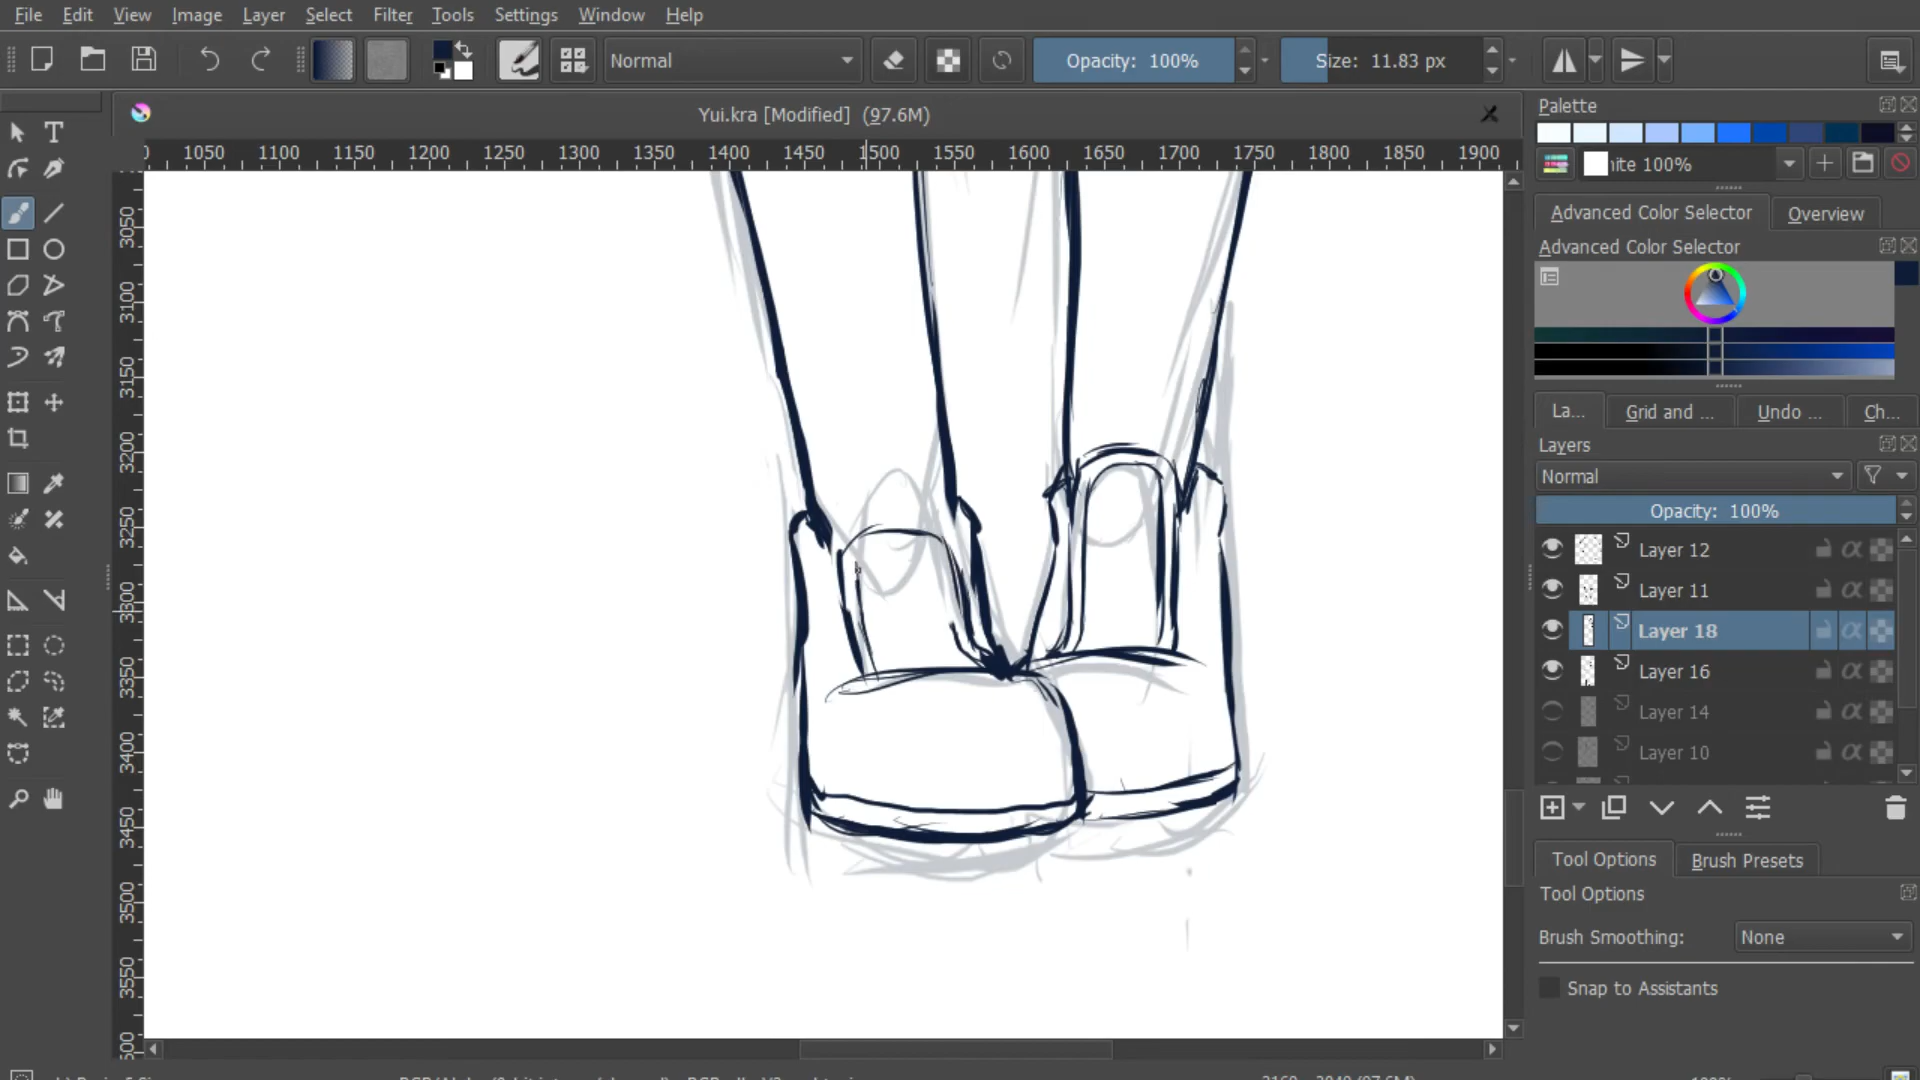 File Edit View Image Layer Select Filter Tools Settings Window Help
Normal Opacity: 100% Size: 11.83 px
Yui.kra [Modified] (97.6M)
1050 1100 1150 1200 1250 1300 1350 1400 1450 1500 1550 1600 1650 1700 1750 1800 1850 1900
3050
3100
3150
3200
3250
3300
3350
3400
3450
3500
3550
Palette
ite 100%
Advanced Color Selector Overview
Advanced Color Selector
La... Grid and ... Undo ... Ch...
Layers
Normal
Opacity: 100%
Layer 12
Layer 11
Layer 18
Layer 16
Layer 14
Layer 10
Tool Options Brush Presets
Tool Options
Brush Smoothing: None
Snap to Assistants